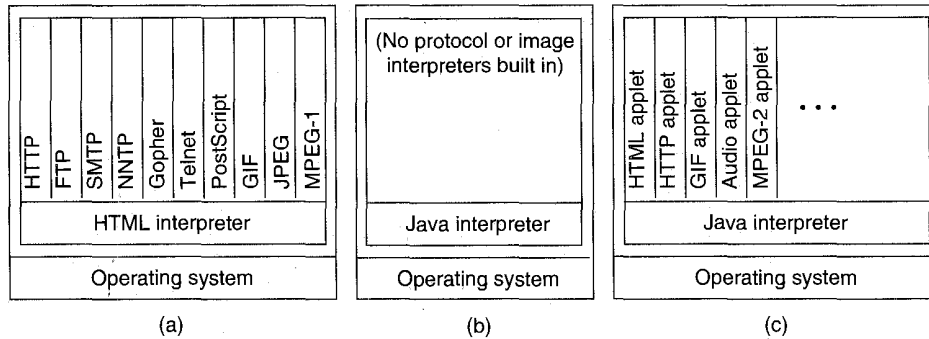 HTTP
FTP
SMTP
NNTP
Gopher
Telnet
PostScript
GIF
JPEG
MPEG-1
HTML interpreter
Operating system
(a)
(No protocol or image
interpreters built in)
Java interpreter
Operating system
(b)
HTML applet
HTTP applet
GIF applet
Audio applet
MPEG-2 applet
• • •
Java interpreter
Operating system
(c)